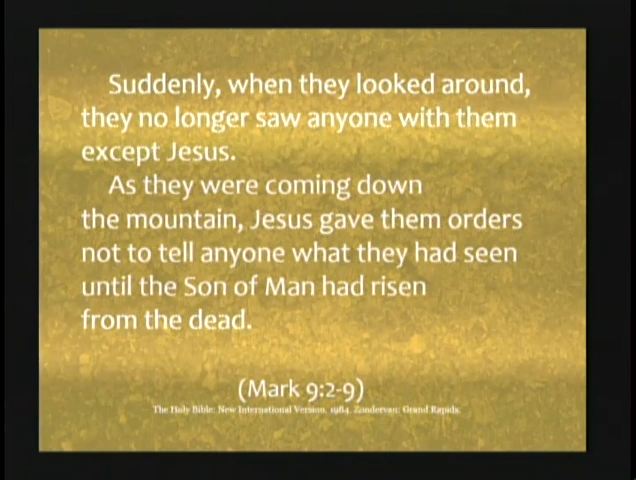 Suddenly, when they looked around,
they no longer saw anyone with them
except Jesus.
As they were coming down
the mountain, Jesus gave them orders
not to tell anyone what they had seen
until the Son of Man had risen
from the dead.
(Mark 9:2-9)
The Holy Bible: New International Version. 1984. Zondervan: Grand Rapids.